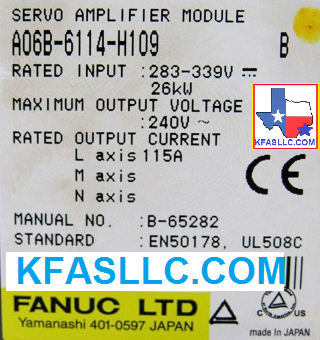 SERVO AMPLIFIER MODULE
A06B-6114-H109 B
RATED INPUT : 283-339V ⎓
26kW
MAXIMUM OUTPUT VOLTAGE
: 240V ~
RATED OUTPUT CURRENT
L axis 115A
M axis
N axis
CE
MANUAL NO. : B-65282
STANDARD : EN50178, UL508C
KFASLLC.COM
KFASLLC.COM
FANUC LTD
Yamanashi 401-0597 JAPAN
C US
made in JAPAN